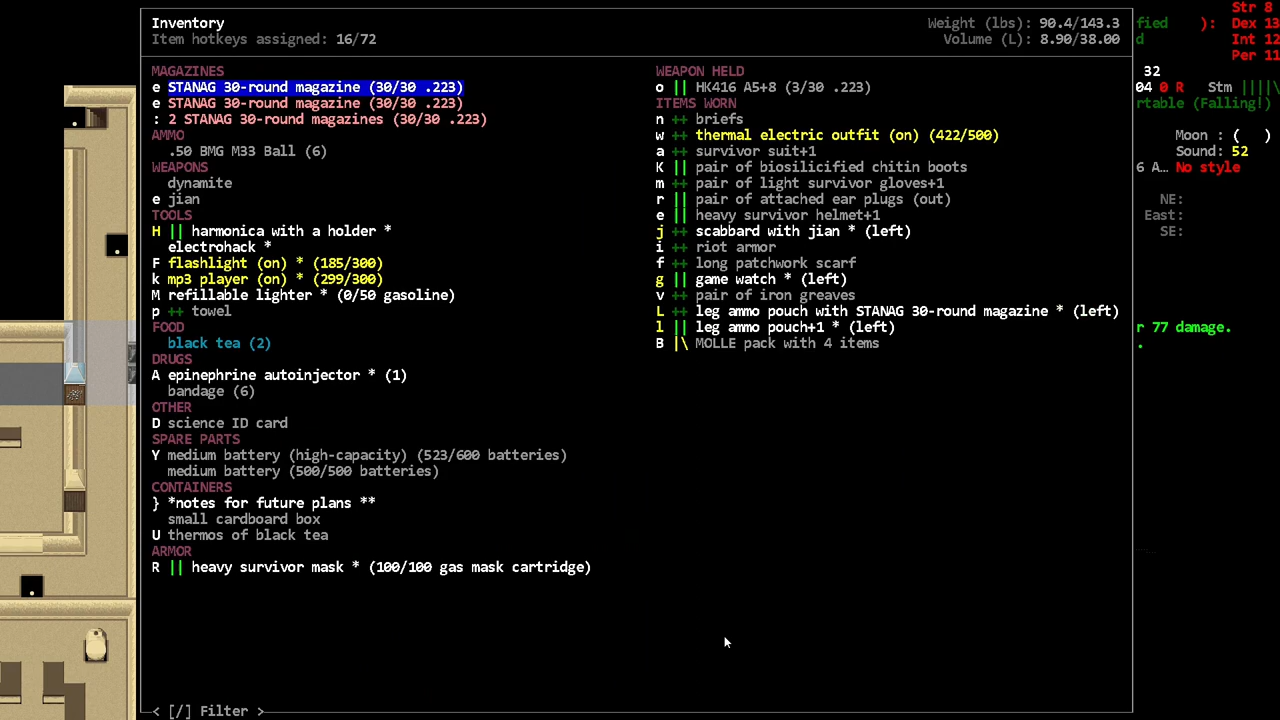 Inventory
Item hotkeys assigned: 16/72
Weight (lbs): 90.4/143.3
Volume (L): 8.90/38.00
MAGAZINES
e STANAG 30-round magazine (30/30 .223)
e STANAG 30-round magazine (30/30 .223)
: 2 STANAG 30-round magazines (30/30 .223)
AMMO
.50 BMG M33 Ball (6)
WEAPONS
dynamite
e jian
TOOLS
H || harmonica with a holder *
electrohack *
F flashlight (on) * (185/300)
k mp3 player (on) * (299/300)
M refillable lighter * (0/50 gasoline)
p ++ towel
FOOD
black tea (2)
DRUGS
A epinephrine autoinjector * (1)
bandage (6)
OTHER
D science ID card
SPARE PARTS
Y medium battery (high-capacity) (523/600 batteries)
medium battery (500/500 batteries)
CONTAINERS
} *notes for future plans **
small cardboard box
U thermos of black tea
ARMOR
R || heavy survivor mask * (100/100 gas mask cartridge)
WEAPON HELD
o || HK416 A5+8 (3/30 .223)
ITEMS WORN
n ++ briefs
w ++ thermal electric outfit (on) (422/500)
a ++ survivor suit+1
K || pair of biosilicified chitin boots
m ++ pair of light survivor gloves+1
r || pair of attached ear plugs (out)
e || heavy survivor helmet+1
j ++ scabbard with jian * (left)
i ++ riot armor
f ++ long patchwork scarf
g || game watch * (left)
v ++ pair of iron greaves
L ++ leg ammo pouch with STANAG 30-round magazine * (left)
l || leg ammo pouch+1 * (left)
B |\ MOLLE pack with 4 items
< [/] Filter >
Str 8
fied ): Dex 13
d Int 12
Per 11
32
04 0 R Stm ||||\
rtable (Falling!)
Moon : ( )
Sound: 52
6 A… No style
NE:
East:
SE:
r 77 damage.
.